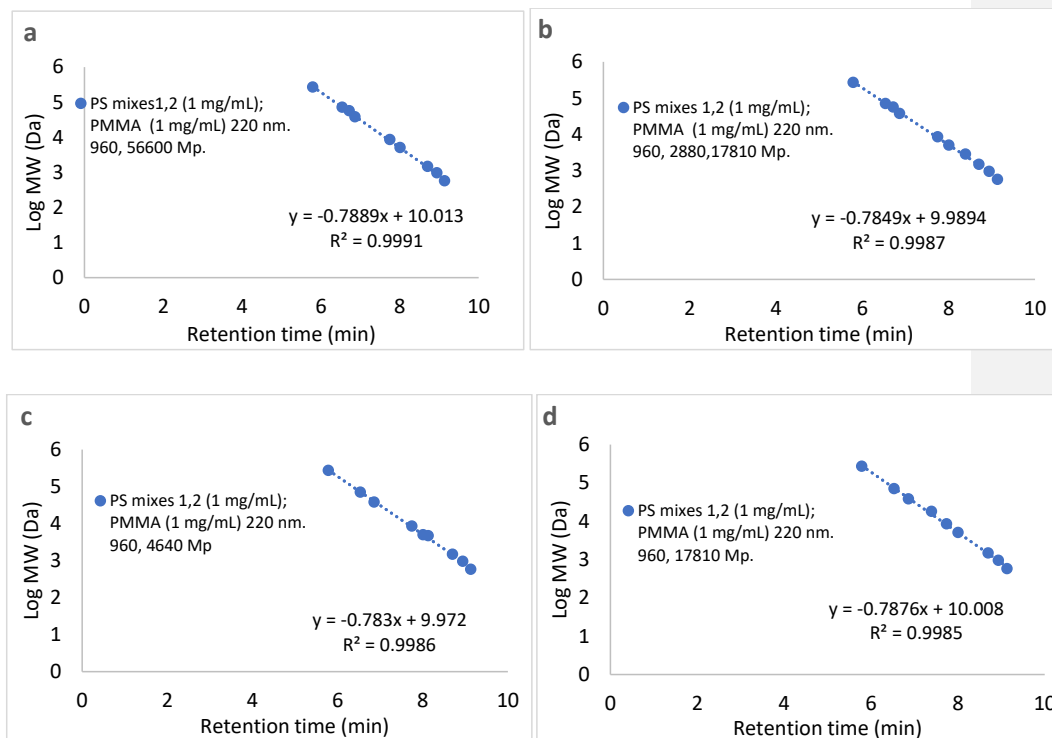 a
Log MW (Da)
6
5
4
3
2
1
0
PS mixes1,2 (1 mg/mL);
PMMA (1 mg/mL) 220 nm.
960, 56600 Mp.
y = -0.7889x + 10.013
R² = 0.9991
0 2 4 6 8 10
Retention time (min)
b
Log MW (Da)
6
5
4
3
2
1
0
PS mixes 1,2 (1 mg/mL);
PMMA (1 mg/mL) 220 nm.
960, 2880,17810 Mp.
y = -0.7849x + 9.9894
R² = 0.9987
0 2 4 6 8 10
Retention time (min)
c
Log MW (Da)
6
5
4
3
2
1
0
PS mixes 1,2 (1 mg/mL);
PMMA (1 mg/mL) 220 nm.
960, 4640 Mp
y = -0.783x + 9.972
R² = 0.9986
0 2 4 6 8 10
Retention time (min)
d
Log MW (Da)
6
5
4
3
2
1
0
PS mixes 1,2 (1 mg/mL);
PMMA (1 mg/mL) 220 nm.
960, 17810 Mp.
y = -0.7876x + 10.008
R² = 0.9985
0 2 4 6 8 10
Retention time (min)